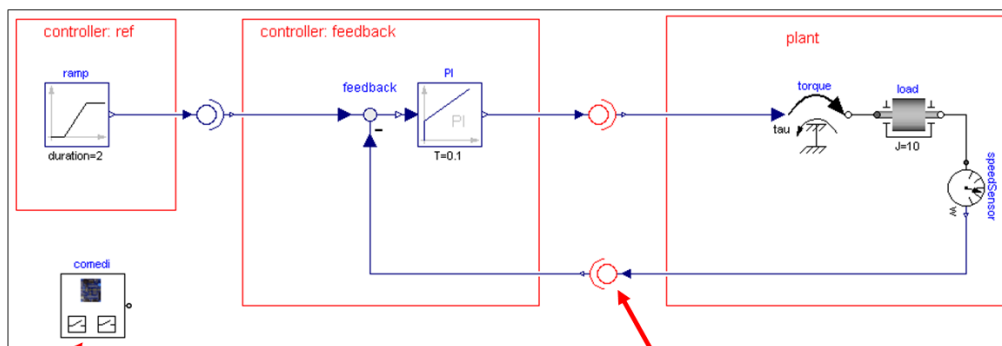 controller: ref
controller: feedback
plant
ramp
feedback
PI
torque
load
PI
tau
duration=2
T=0.1
J=10
speedSensor
w
comedi